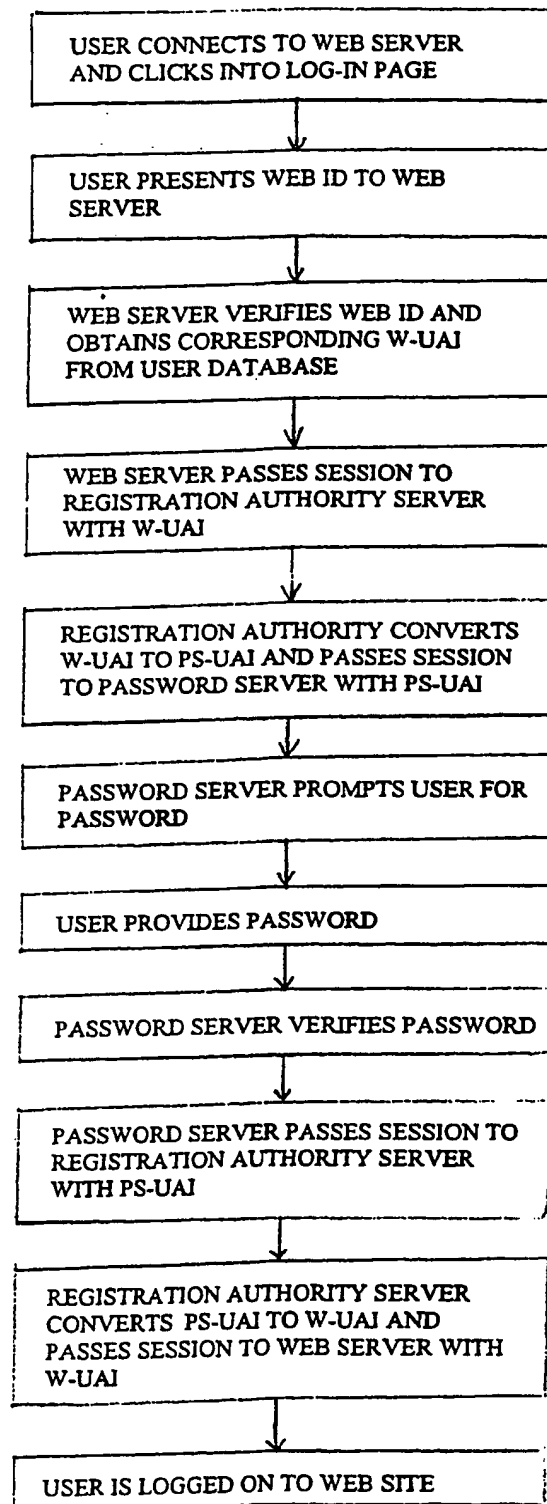 USER CONNECTS TO WEB SERVER
AND CLICKS INTO LOG-IN PAGE
USER PRESENTS WEB ID TO WEB
SERVER
WEB SERVER VERIFIES WEB ID AND
OBTAINS CORRESPONDING W-UAI
FROM USER DATABASE
WEB SERVER PASSES SESSION TO
REGISTRATION AUTHORITY SERVER
WITH W-UAI
REGISTRATION AUTHORITY CONVERTS
W-UAI TO PS-UAI AND PASSES SESSION
TO PASSWORD SERVER WITH PS-UAI
PASSWORD SERVER PROMPTS USER FOR
PASSWORD
USER PROVIDES PASSWORD
PASSWORD SERVER VERIFIES PASSWORD
PASSWORD SERVER PASSES SESSION TO
REGISTRATION AUTHORITY SERVER
WITH PS-UAI
REGISTRATION AUTHORITY SERVER
CONVERTS PS-UAI TO W-UAI AND
PASSES SESSION TO WEB SERVER WITH
W-UAI
USER IS LOGGED ON TO WEB SITE